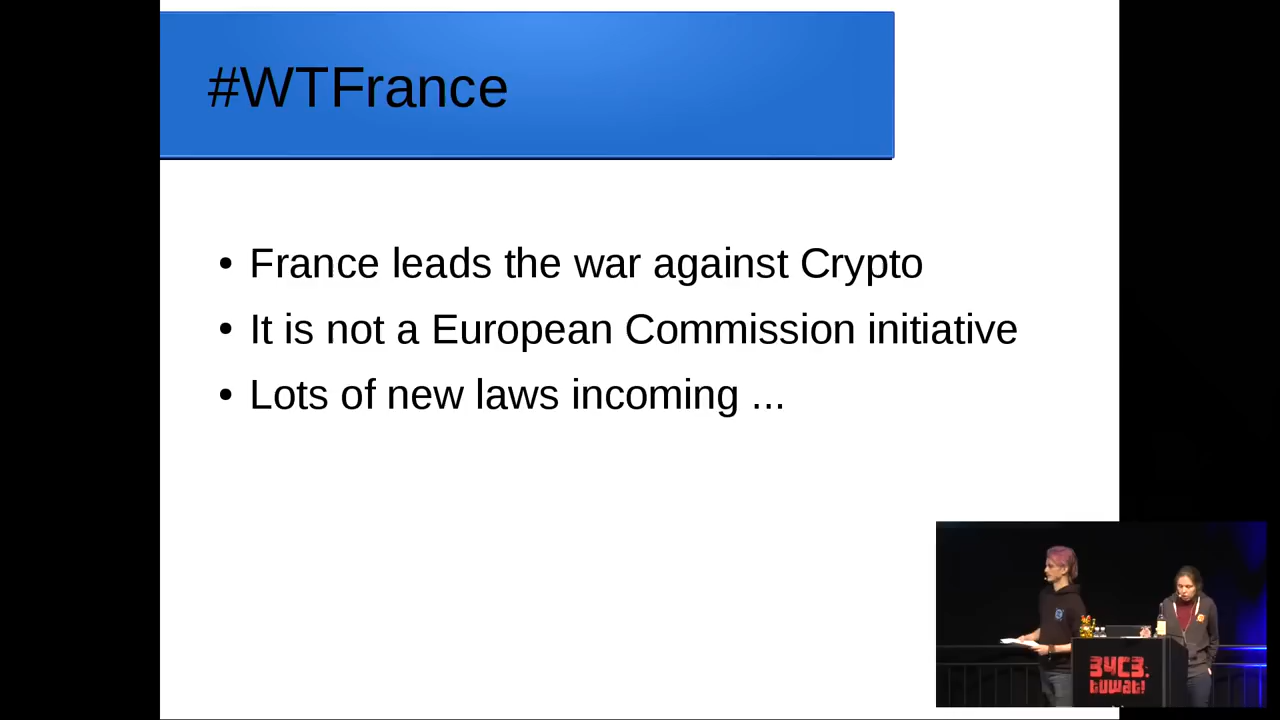 #WTFrance
• France leads the war against Crypto
• It is not a European Commission initiative
• Lots of new laws incoming ...
34C3.
tuwat!